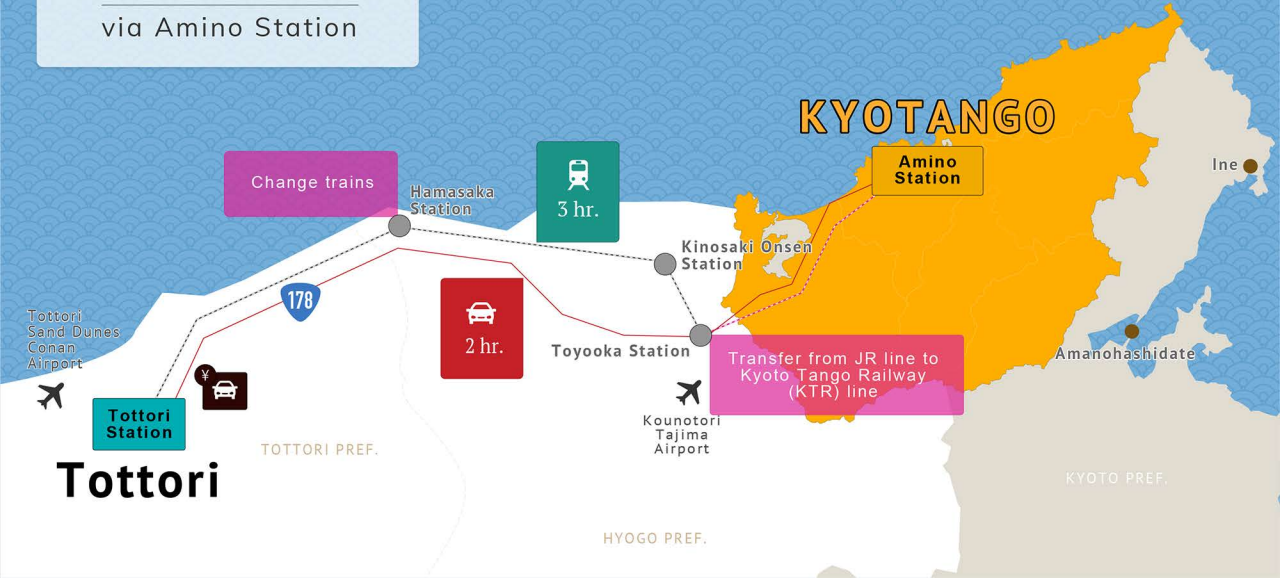 via Amino Station
KYOTANGO
Amino
Station
Ine
Change trains
Hamasaka
Station
3 hr.
Kinosaki Onsen
Station
178
Tottori
Sand Dunes
Conan
Airport
2 hr.
Toyooka Station
Transfer from JR line to
Kyoto Tango Railway
(KTR) line
Amanohashidate
¥
Tottori
Station
Kounotori
Tajima
Airport
TOTTORI PREF.
Tottori
KYOTO PREF.
HYOGO PREF.